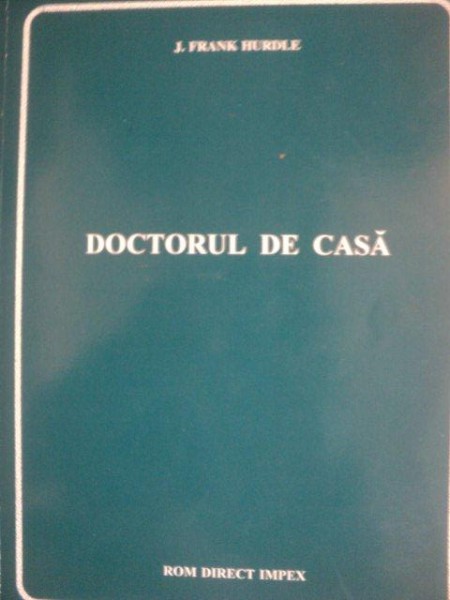 J. FRANK HURDLE
DOCTORUL DE CASĂ
ROM DIRECT IMPEX